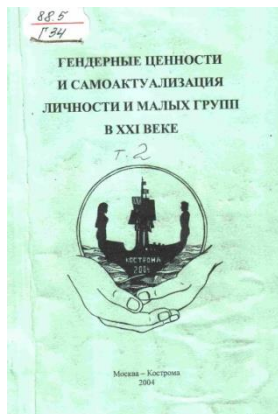 88.5
Г34
ГЕНДЕРНЫЕ ЦЕННОСТИ
И САМОАКТУАЛИЗАЦИЯ
ЛИЧНОСТИ И МАЛЫХ ГРУПП
В XXI ВЕКЕ
т. 2
КОСТРОМА
2004
Москва – Кострома
2004